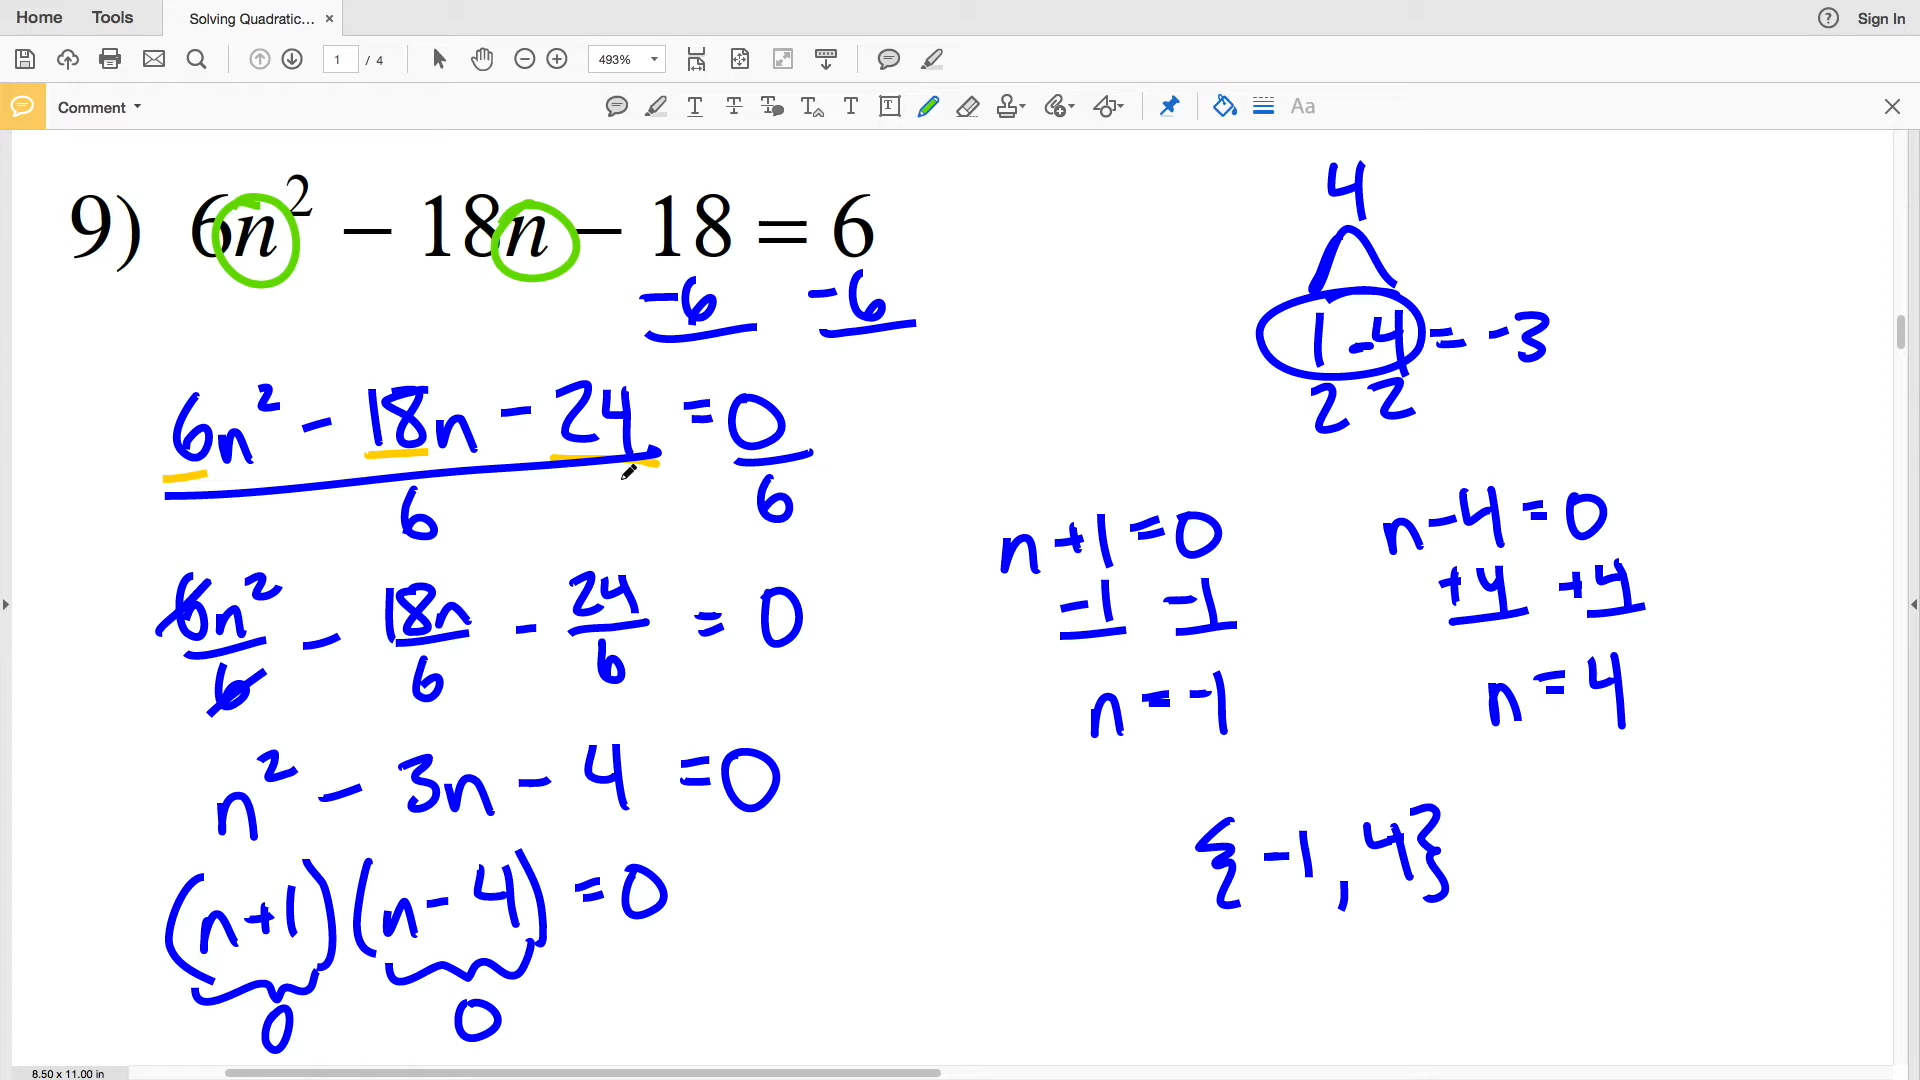 Home Tools Solving Quadratic... × ? Sign In
1 / 4 493%
Comment T T T T T T Aa
9) 6n² − 18n − 18 = 6
-6 -6
6n² - 18n - 24 = 0
6 6
6n² - 18n - 24 = 0
6 6 6
n² - 3n - 4 = 0
(n+1)(n-4) = 0
0 0
4
1 -4 = -3
2 2
n+1=0 n-4=0
-1 -1 +4 +4
n=-1 n=4
{-1, 4}
8.50 x 11.00 in